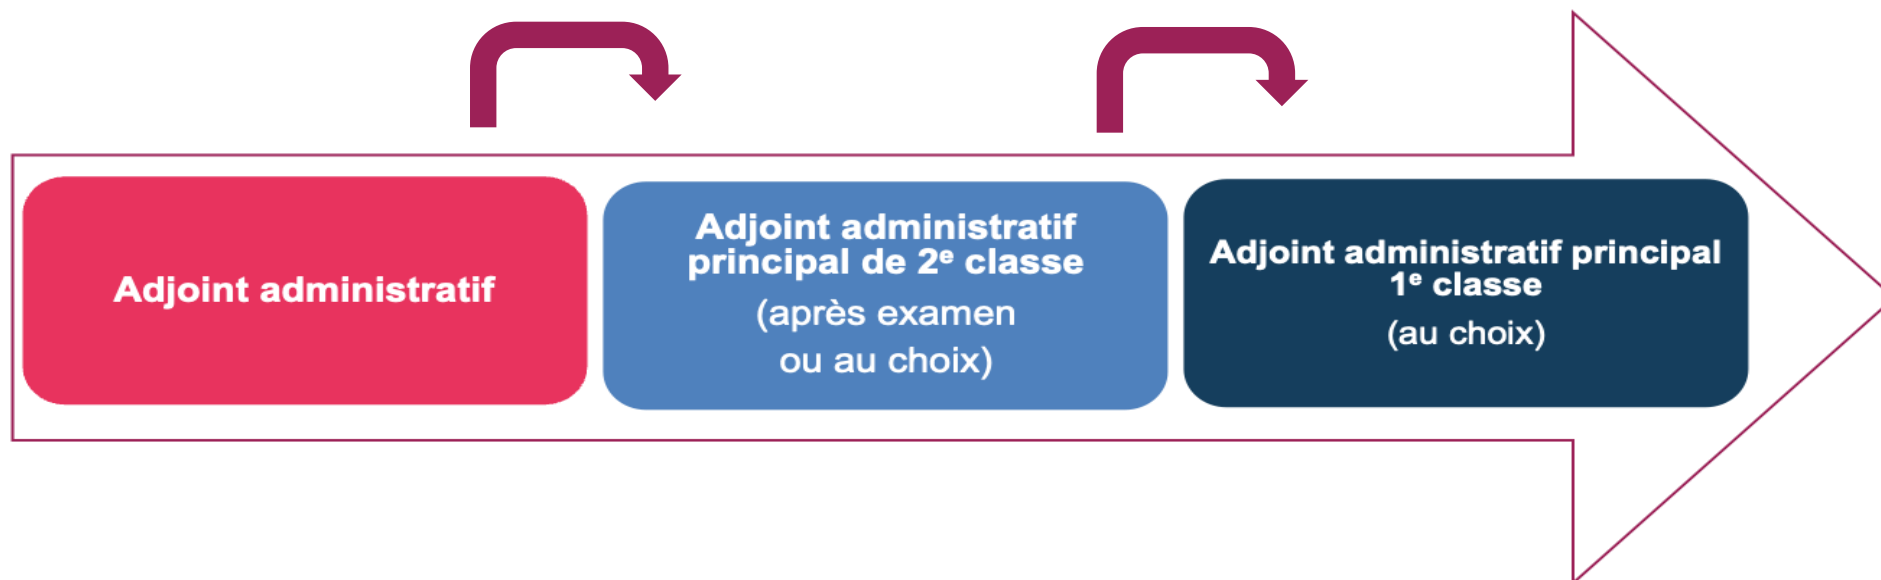 Adjoint administratif
Adjoint administratif
principal de 2ᵉ classe
(après examen
ou au choix)
Adjoint administratif principal
1ᵉ classe
(au choix)